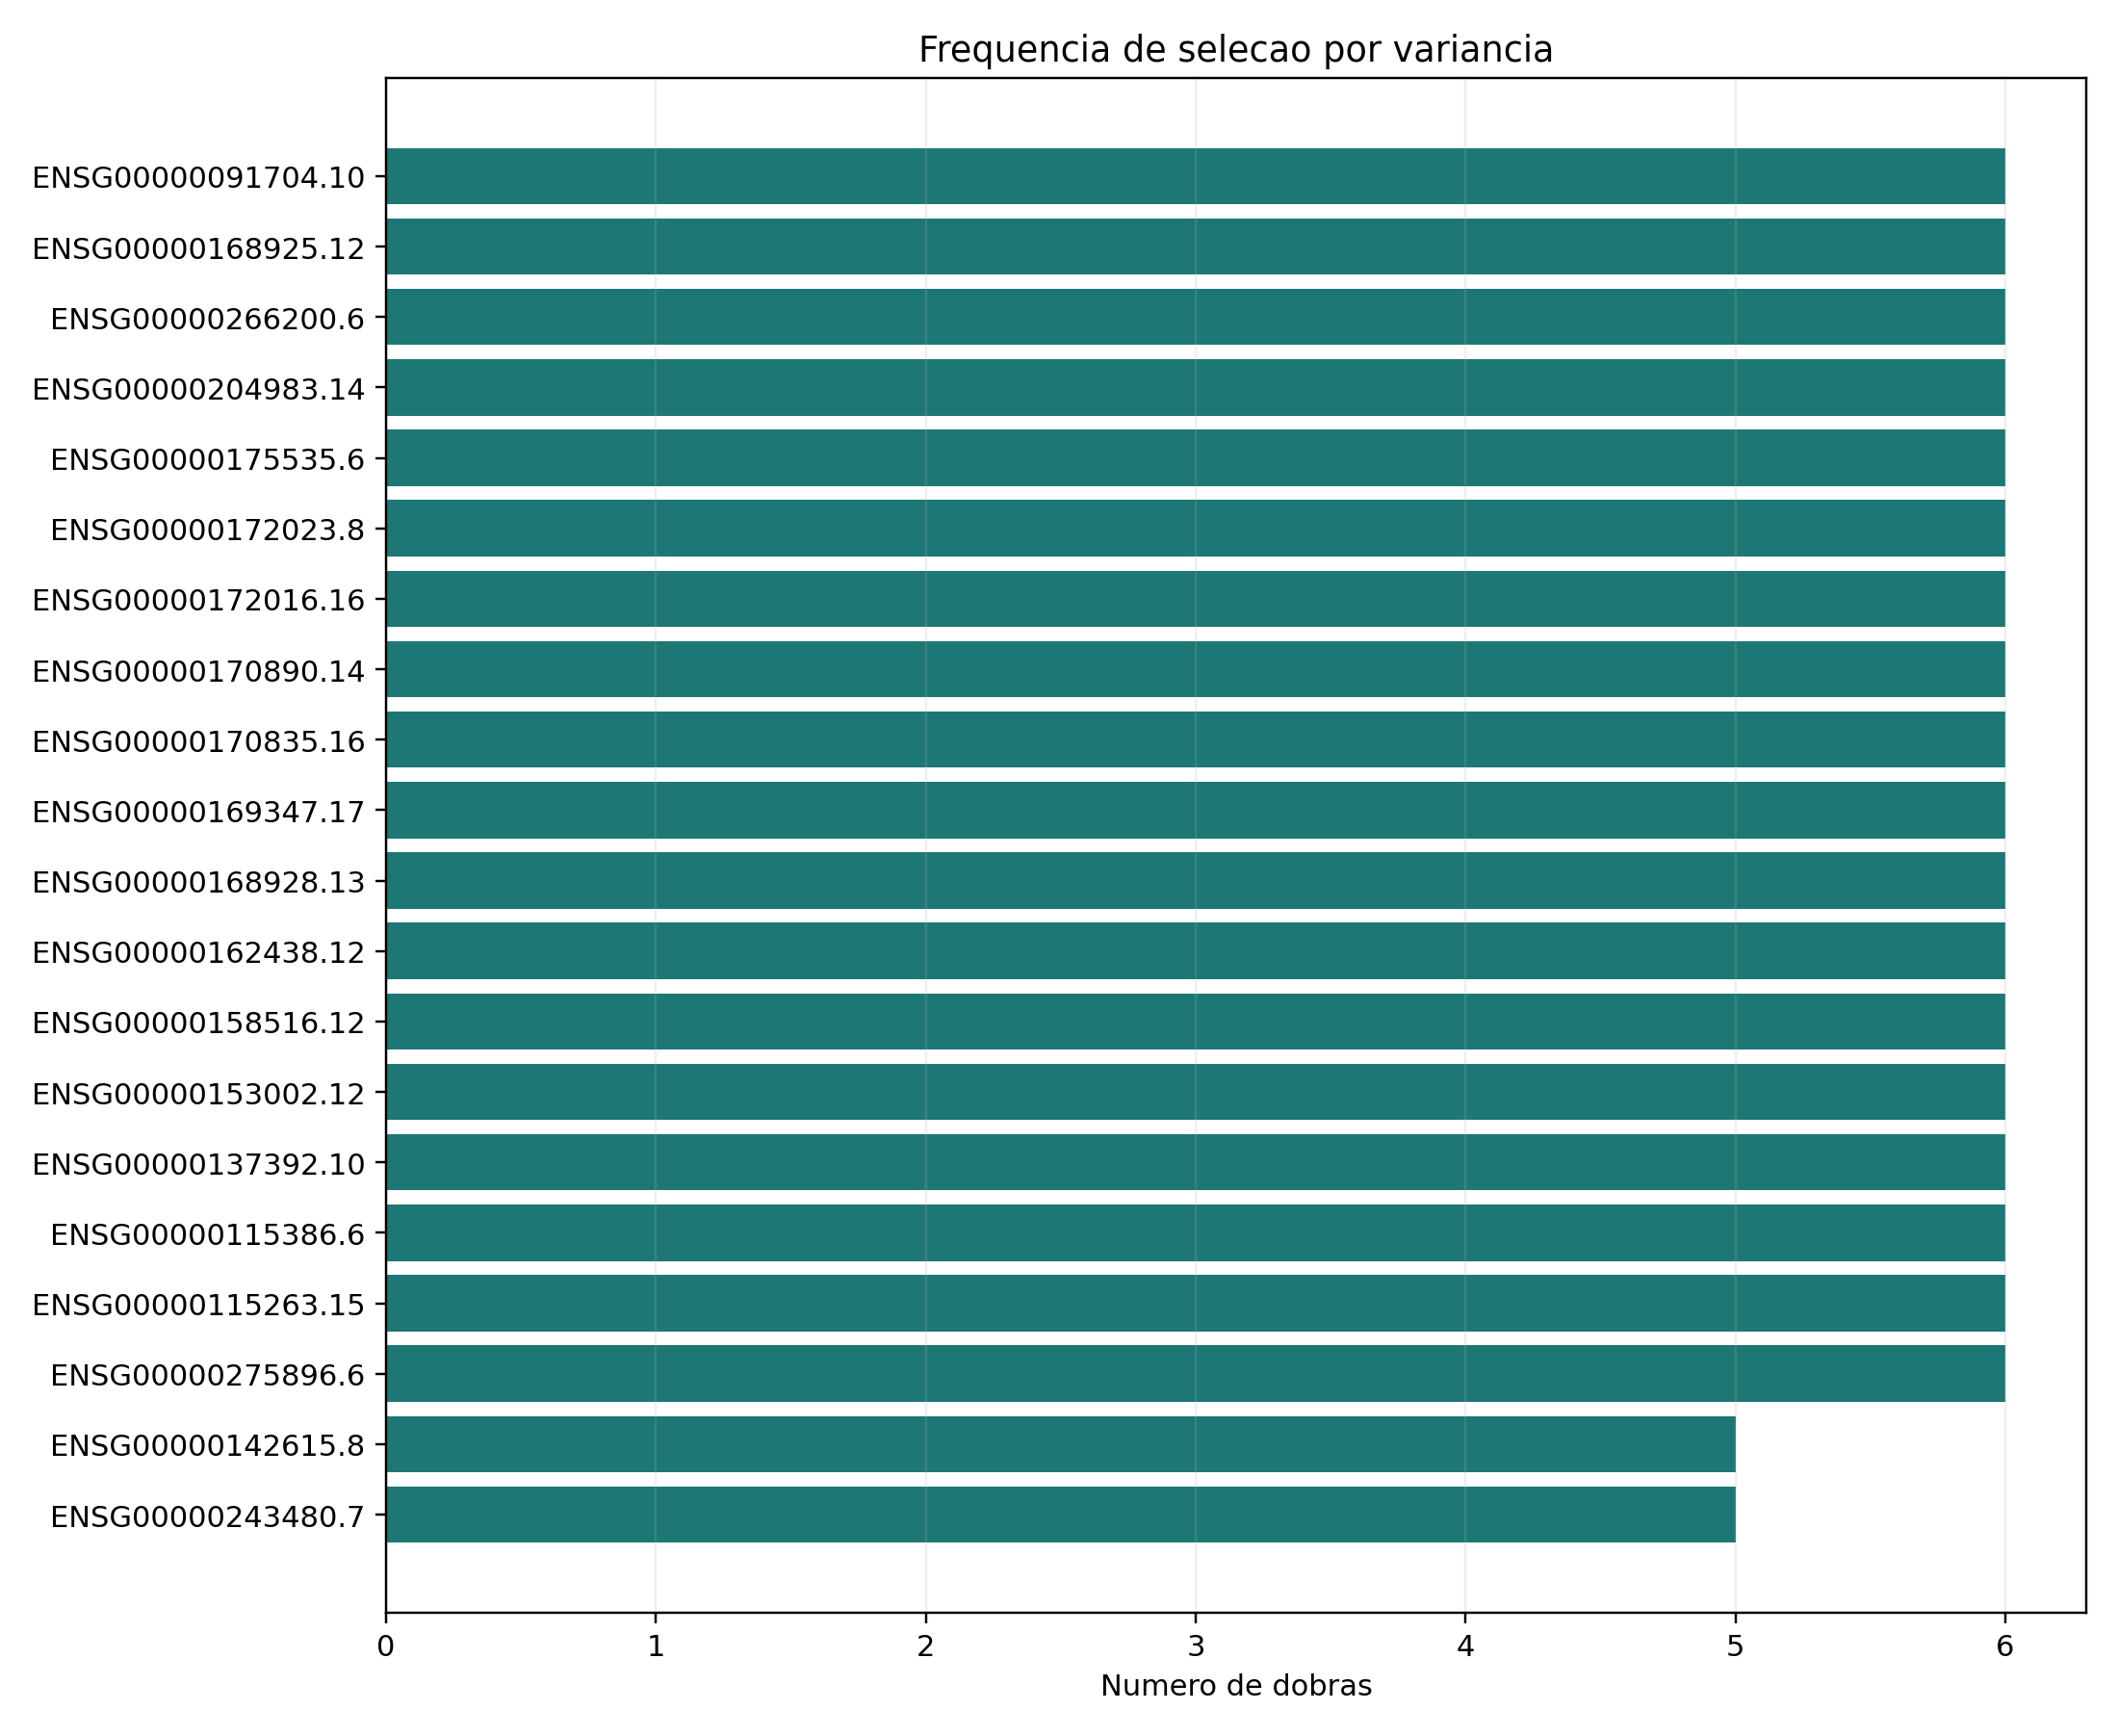 Frequencia de selecao por variancia
ENSG00000091704.10
ENSG00000168925.12
ENSG00000266200.6
ENSG00000204983.14
ENSG00000175535.6
ENSG00000172023.8
ENSG00000172016.16
ENSG00000170890.14
ENSG00000170835.16
ENSG00000169347.17
ENSG00000168928.13
ENSG00000162438.12
ENSG00000158516.12
ENSG00000153002.12
ENSG00000137392.10
ENSG00000115386.6
ENSG00000115263.15
ENSG00000275896.6
ENSG00000142615.8
ENSG00000243480.7
0 1 2 3 4 5 6
Numero de dobras